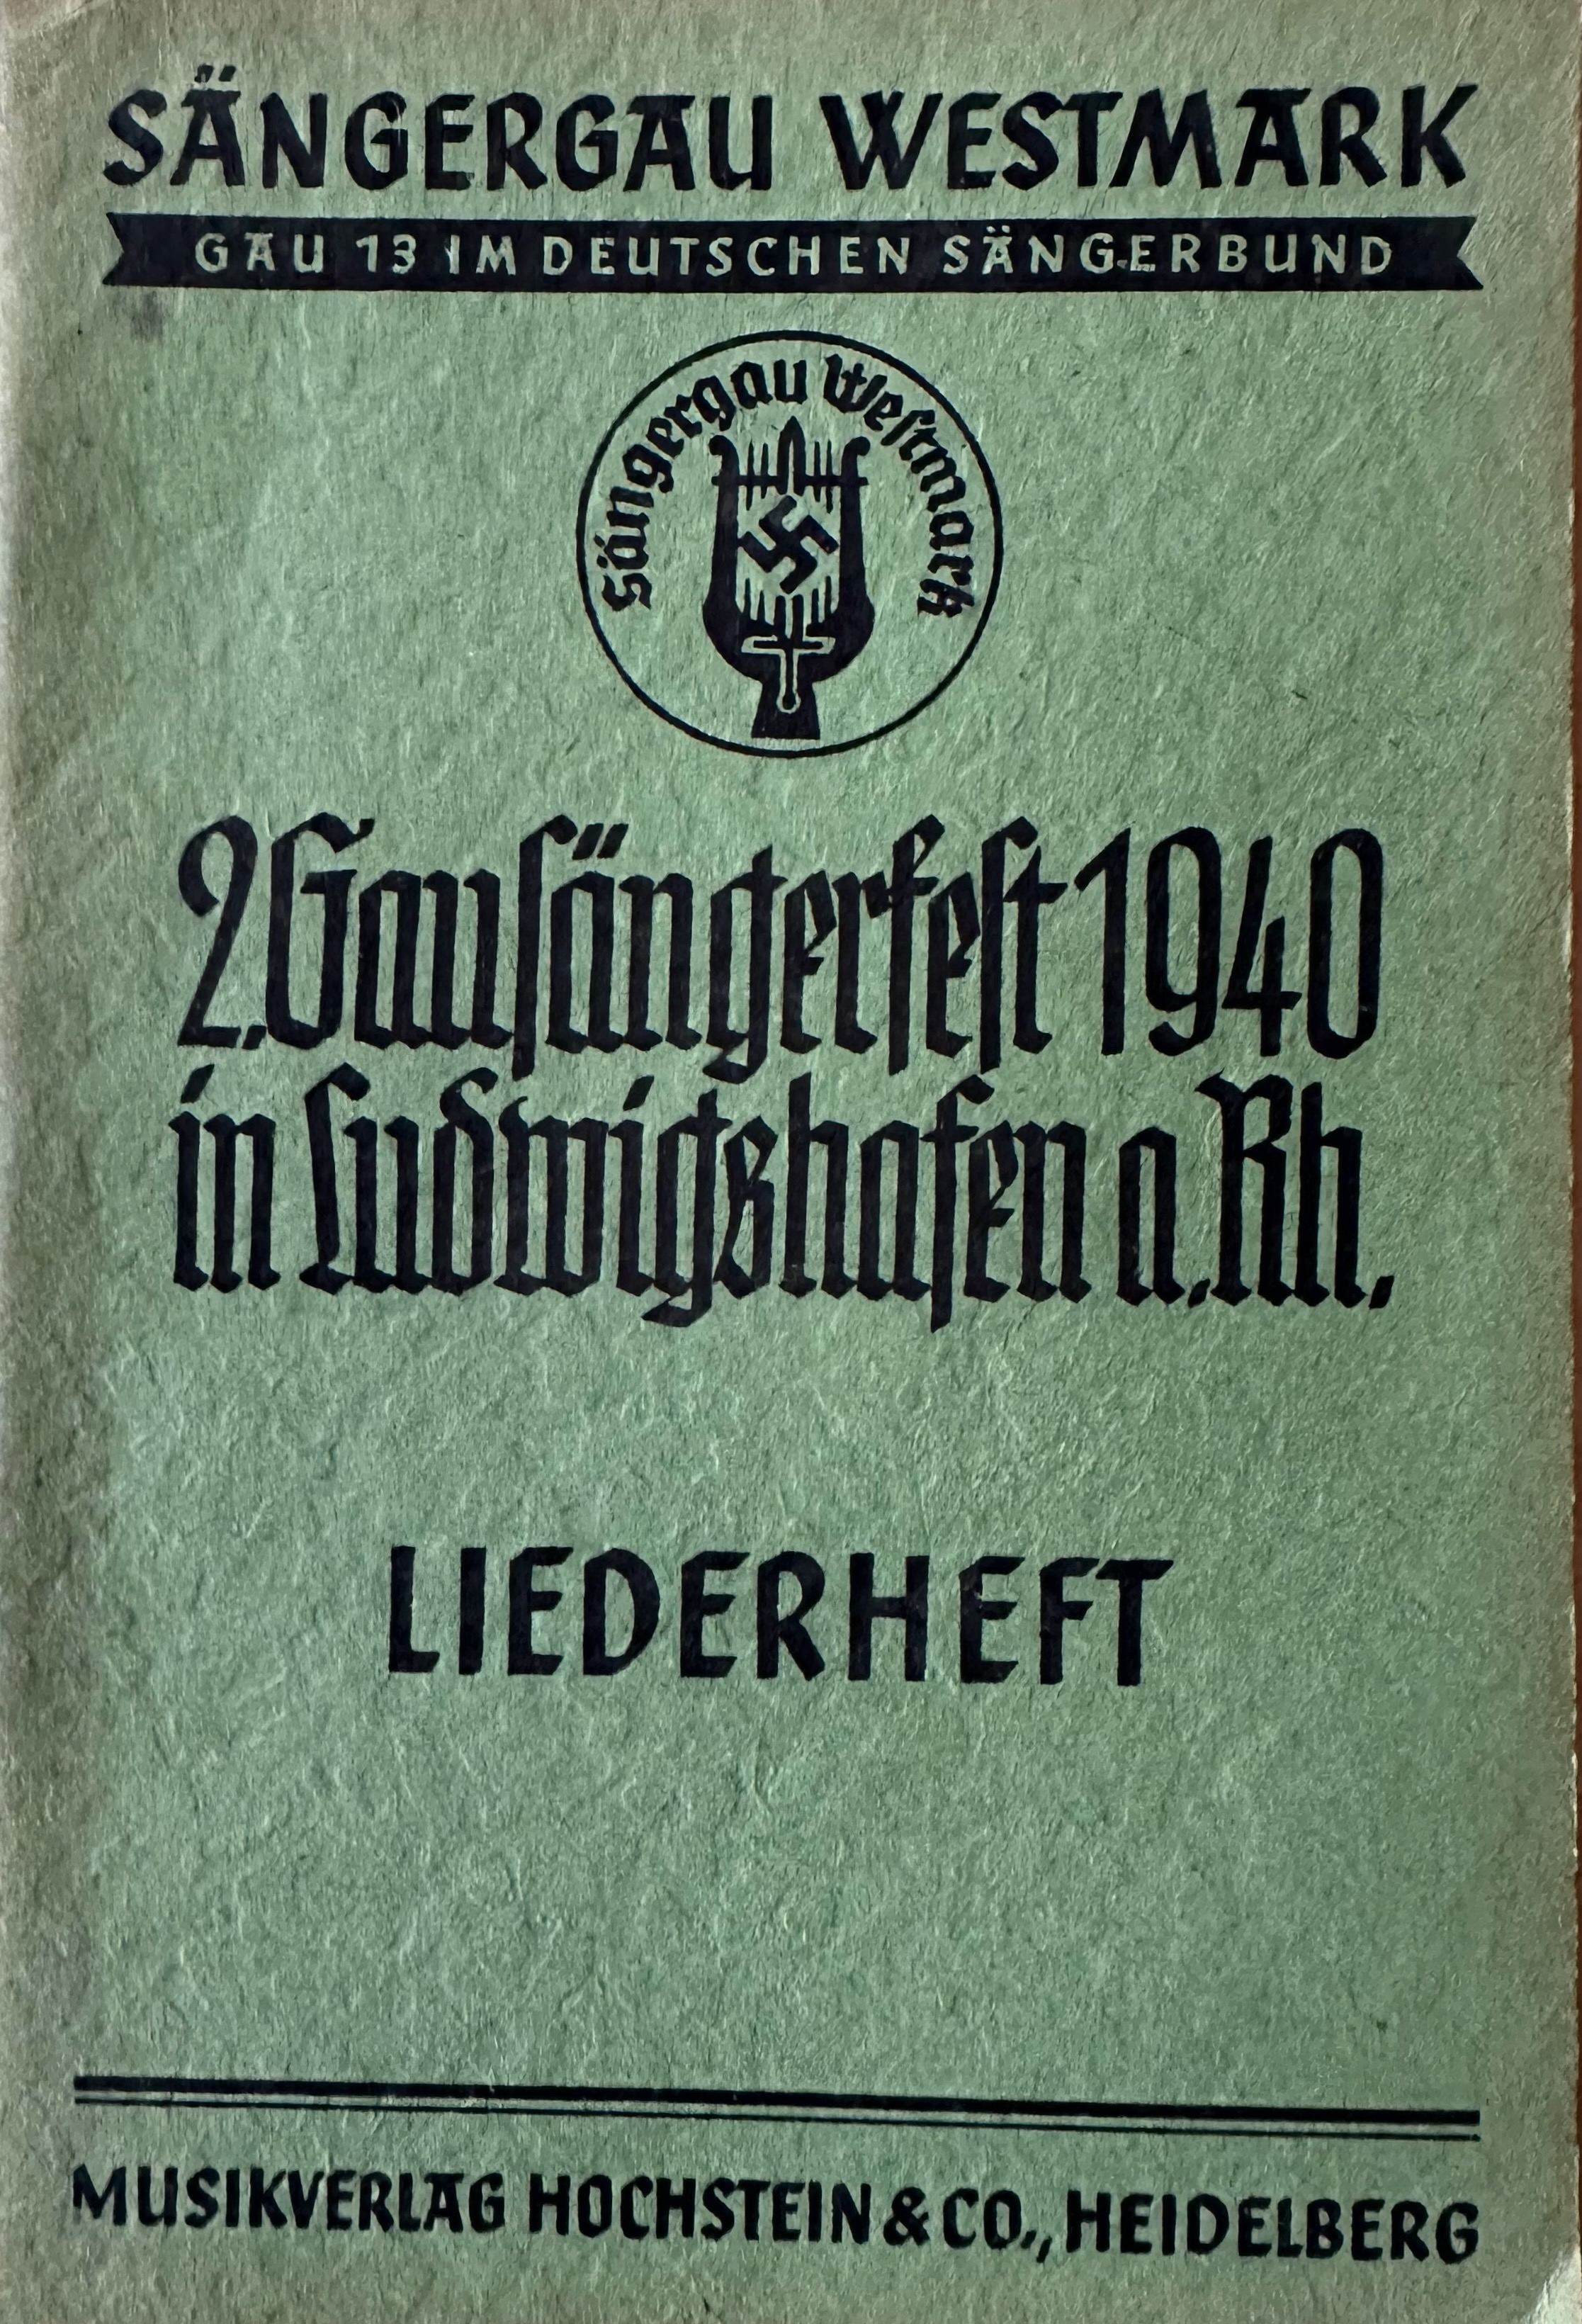 SÄNGERGAU WESTMARK
GAU 13 IM DEUTSCHEN SÄNGERBUND
Sängergau Weſtmark
2. Gauſängerfeſt 1940
in Ludwigshafen a. Rh.
LIEDERHEFT
MUSIKVERLAG HOCHSTEIN & CO., HEIDELBERG